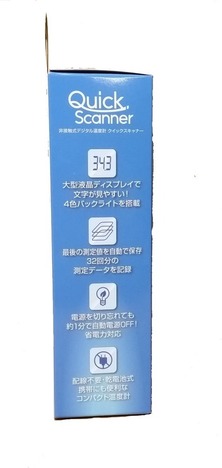 Quick
Scanner
非接触式デジタル温度計 クイックスキャナー
34.3
大型液晶ディスプレイで
文字が見やすい!
4色バックライトを搭載
最後の測定値を自動で保存
32回分の
測定データを記録
電源を切り忘れても
約1分で自動電源OFF!
省電力対応
配線不要・乾電池式
携帯にも便利な
コンパクト温度計